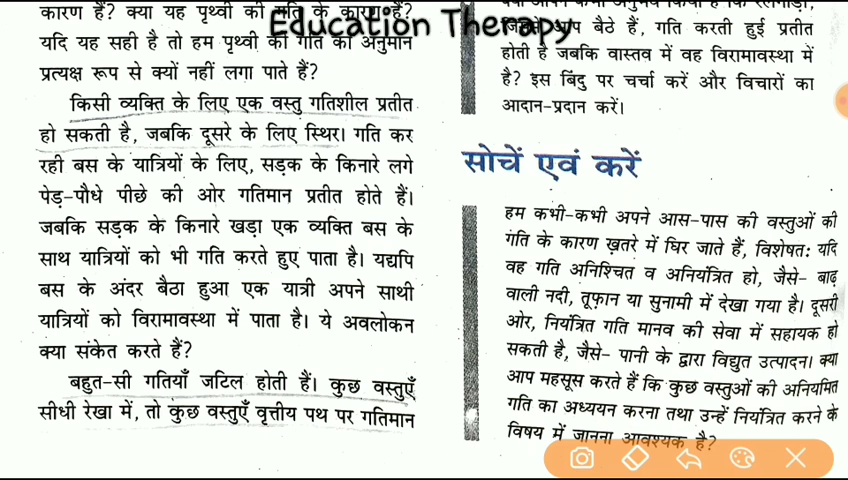 Education Therapy
कारण हैं? क्या यह पृथ्वी की गति के कारण हैं?
यदि यह सही है तो हम पृथ्वी की गति का अनुमान
प्रत्यक्ष रूप से क्यों नहीं लगा पाते हैं?
किसी व्यक्ति के लिए एक वस्तु गतिशील प्रतीत
हो सकती है, जबकि दूसरे के लिए स्थिर। गति कर
रही बस के यात्रियों के लिए, सड़क के किनारे लगे
पेड़-पौधे पीछे की ओर गतिमान प्रतीत होते हैं।
जबकि सड़क के किनारे खड़ा एक व्यक्ति बस के
साथ यात्रियों को भी गति करते हुए पाता है। यद्यपि
बस के अंदर बैठा हुआ एक यात्री अपने साथी
यात्रियों को विरामावस्था में पाता है। ये अवलोकन
क्या संकेत करते हैं?
बहुत-सी गतियाँ जटिल होती हैं। कुछ वस्तुएँ
सीधी रेखा में, तो कुछ वस्तुएँ वृत्तीय पथ पर गतिमान
आप बैठे हैं, गति करती हुई प्रतीत
होती है जबकि वास्तव में वह विरामावस्था में
है? इस बिंदु पर चर्चा करें और विचारों का
आदान-प्रदान करें।
सोचें एवं करें
हम कभी-कभी अपने आस-पास की वस्तुओं की
गति के कारण ख़तरे में घिर जाते हैं, विशेषतः यदि
वह गति अनिश्चित व अनियंत्रित हो, जैसे- बाढ़
वाली नदी, तूफ़ान या सुनामी में देखा गया है। दूसरी
ओर, नियंत्रित गति मानव की सेवा में सहायक हो
सकती है, जैसे- पानी के द्वारा विद्युत उत्पादन। क्या
आप महसूस करते हैं कि कुछ वस्तुओं की अनियमित
गति का अध्ययन करना तथा उन्हें नियंत्रित करने के
विषय में जानना आवश्यक है?